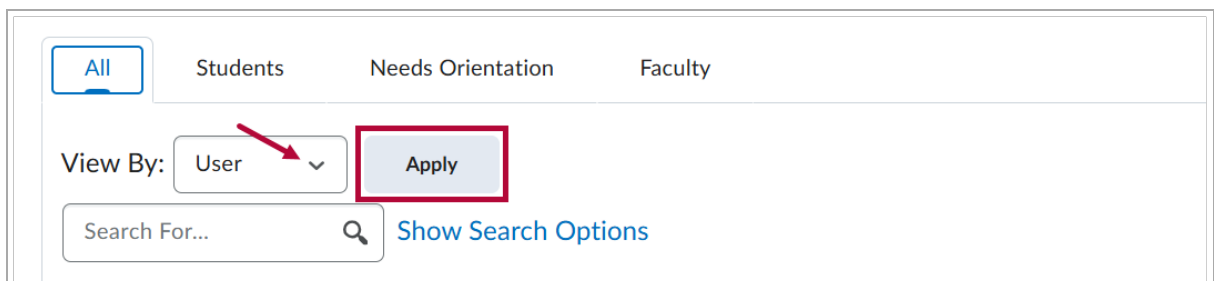 All Students Needs Orientation Faculty
View By: User Apply
Search For... Show Search Options